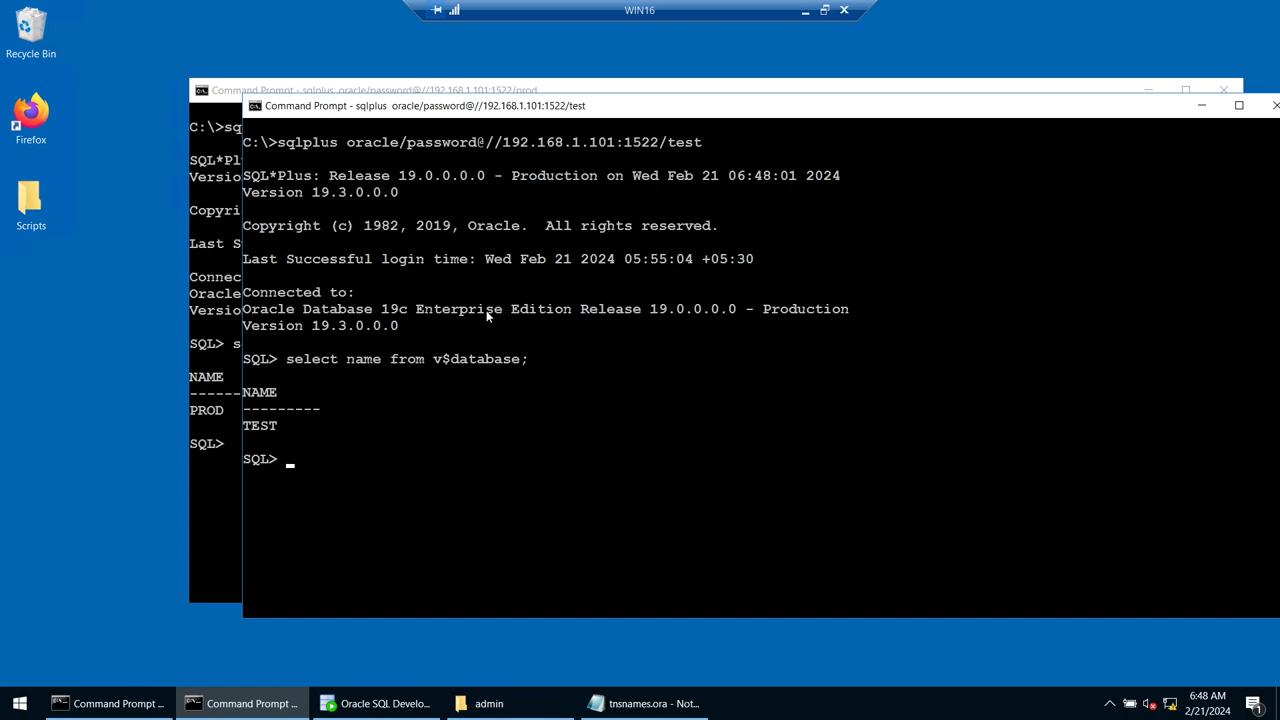 WIN16
Recycle Bin
Firefox
Scripts
Command Prompt - sqlplus oracle/password@//192.168.1.101:1522/prod
C:\>sq
SQL*Pl
Versio
Copyri
Last S
Connec
Oracle
Versio
SQL> s
NAME
------
PROD
SQL>
Command Prompt - sqlplus oracle/password@//192.168.1.101:1522/test
C:\>sqlplus oracle/password@//192.168.1.101:1522/test
SQL*Plus: Release 19.0.0.0.0 - Production on Wed Feb 21 06:48:01 2024
Version 19.3.0.0.0
Copyright (c) 1982, 2019, Oracle.  All rights reserved.
Last Successful login time: Wed Feb 21 2024 05:55:04 +05:30
Connected to:
Oracle Database 19c Enterprise Edition Release 19.0.0.0.0 - Production
Version 19.3.0.0.0
SQL> select name from v$database;
NAME
---------
TEST
SQL>
Command Prompt ...
Command Prompt ...
Oracle SQL Develo...
admin
tnsnames.ora - Not...
6:48 AM
2/21/2024
1